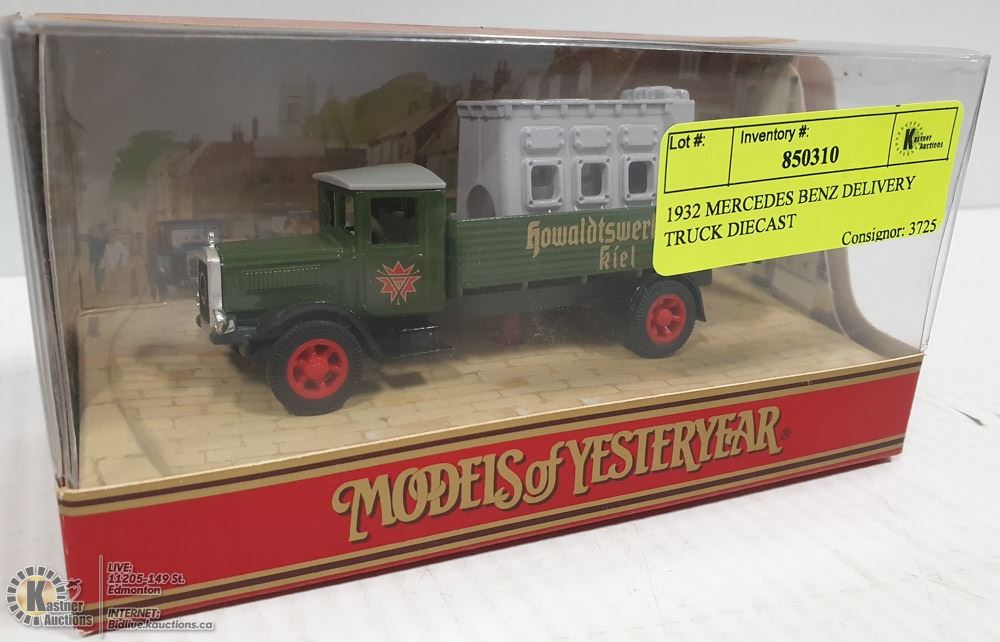 Lot #:
Inventory #:
850310
Kastner
Auctions
1932 MERCEDES BENZ DELIVERY
TRUCK DIECAST
Consignor: 3725
Howaldtswer
kiel
MODELS of YESTERYEAR ®
Kastner
Auctions
LIVE:
11205-149 St.
Edmonton
INTERNET:
Bidlive.kauctions.ca